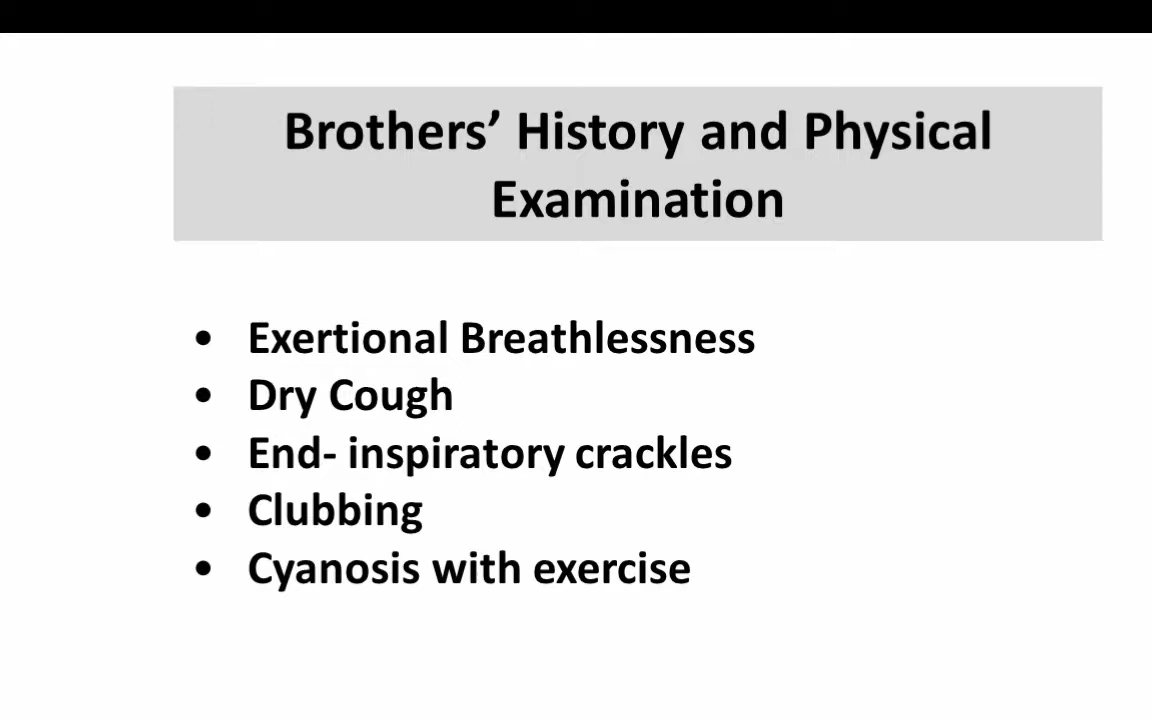 Brothers’ History and Physical
Examination
• Exertional Breathlessness
• Dry Cough
• End- inspiratory crackles
• Clubbing
• Cyanosis with exercise